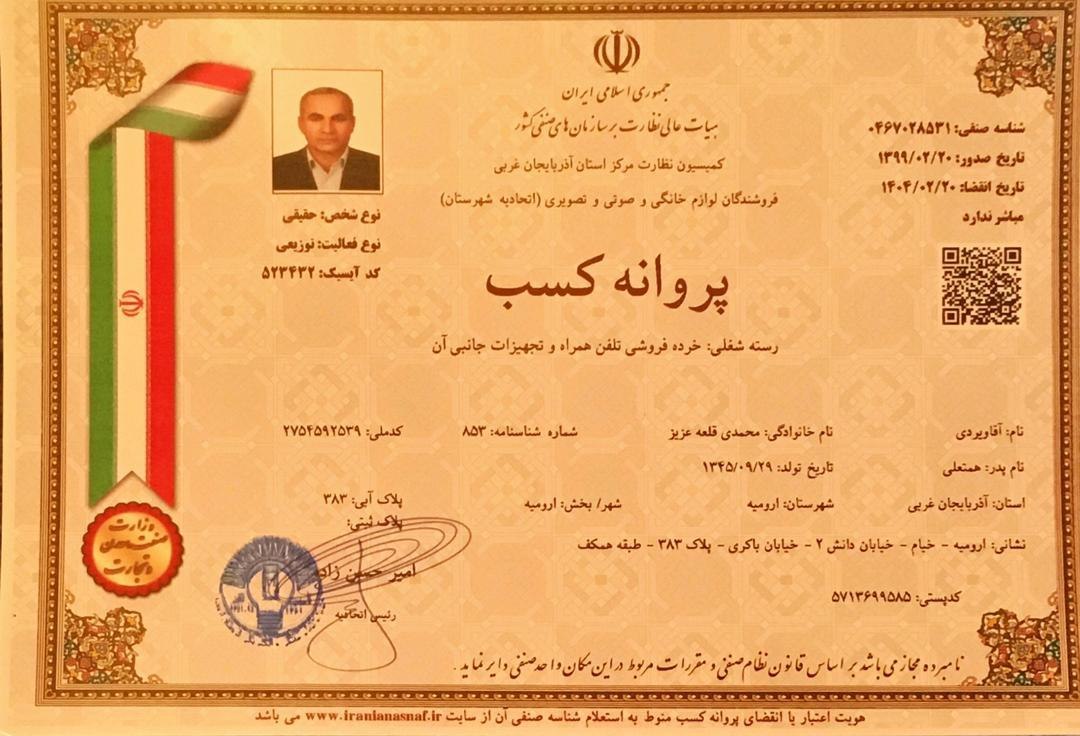 جمهوری اسلامی ایران
هیات عالی نظارت بر سازمان های صنفی کشور
کمیسیون نظارت مرکز استان آذربایجان غربی
فروشندگان لوازم خانگی و صوتی و تصویری (اتحادیه شهرستان)
شناسه صنفی: ۰۴۶۷۰۲۸۵۳۱
تاریخ صدور: ۱۳۹۹/۰۲/۲۰
تاریخ انقضا: ۱۴۰۴/۰۲/۲۰
مباشر ندارد
نوع شخص: حقیقی
نوع فعالیت: توزیعی
کد آیسیک: ۵۲۳۴۳۲
پروانه کسب
رسته شغلی: خرده فروشی تلفن همراه و تجهیزات جانبی آن
نام: آقاویردی نام خانوادگی: محمدی قلعه عزیز شماره شناسنامه: ۸۵۳ کدملی: ۲۷۵۴۵۹۲۵۳۹
نام پدر: همتعلی تاریخ تولد: ۱۳۴۵/۰۹/۲۹
استان: آذربایجان غربی شهرستان: ارومیه شهر/ بخش: ارومیه پلاک آبی: ۳۸۳
پلاک ثبتی:
نشانی: ارومیه - خیام - خیابان دانش ۲ - خیابان باکری - پلاک ۳۸۳ - طبقه همکف
کدپستی: ۵۷۱۳۶۹۹۵۸۵
امیر حسین زاده
رئیس اتحادیه
وزارت
صنعت، معدن
و تجارت
نامبرده مجاز می باشد بر اساس قانون نظام صنفی و مقررات مربوط در این مکان واحد صنفی دایر نماید .
هویت اعتبار یا انقضای پروانه کسب منوط به استعلام شناسه صنفی آن از سایت www.iranianasnaf.ir می باشد